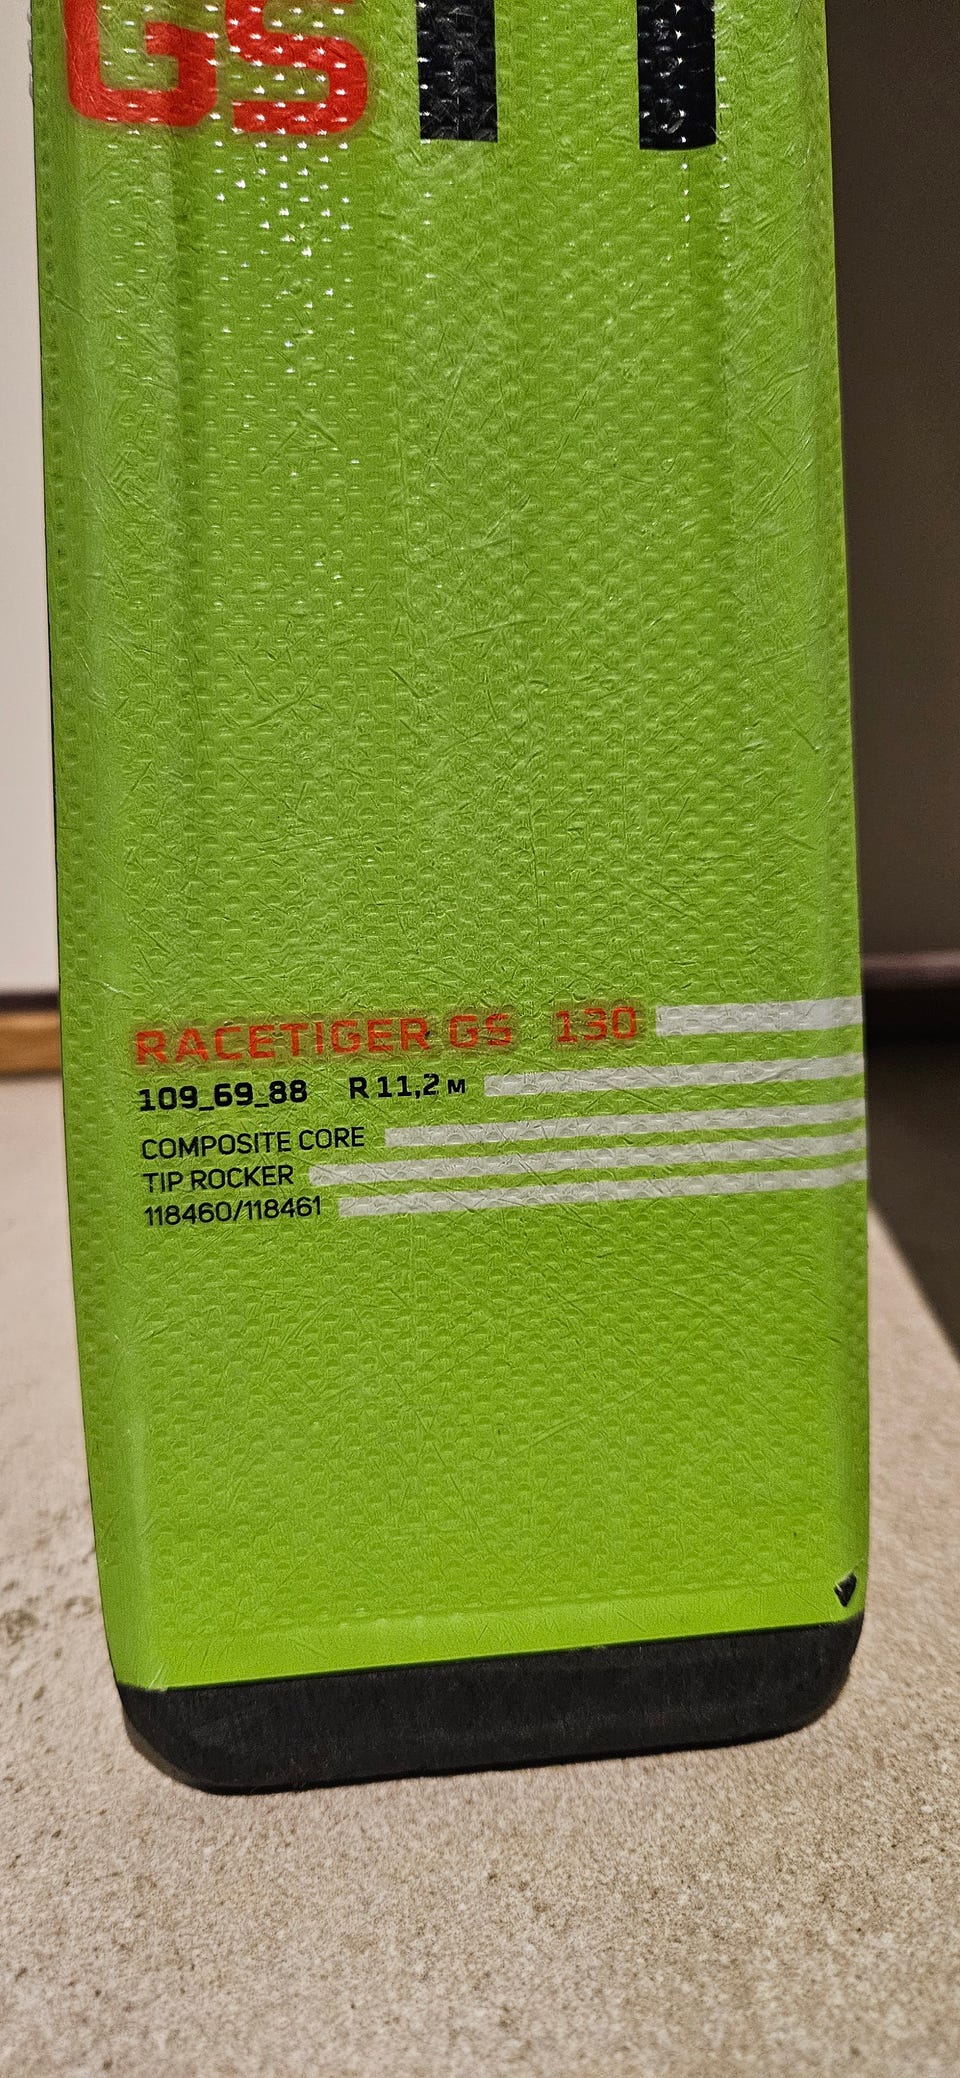 GS
RACETIGER GS 130
109_69_88 R 11,2 M
COMPOSITE CORE
TIP ROCKER
118460/118461